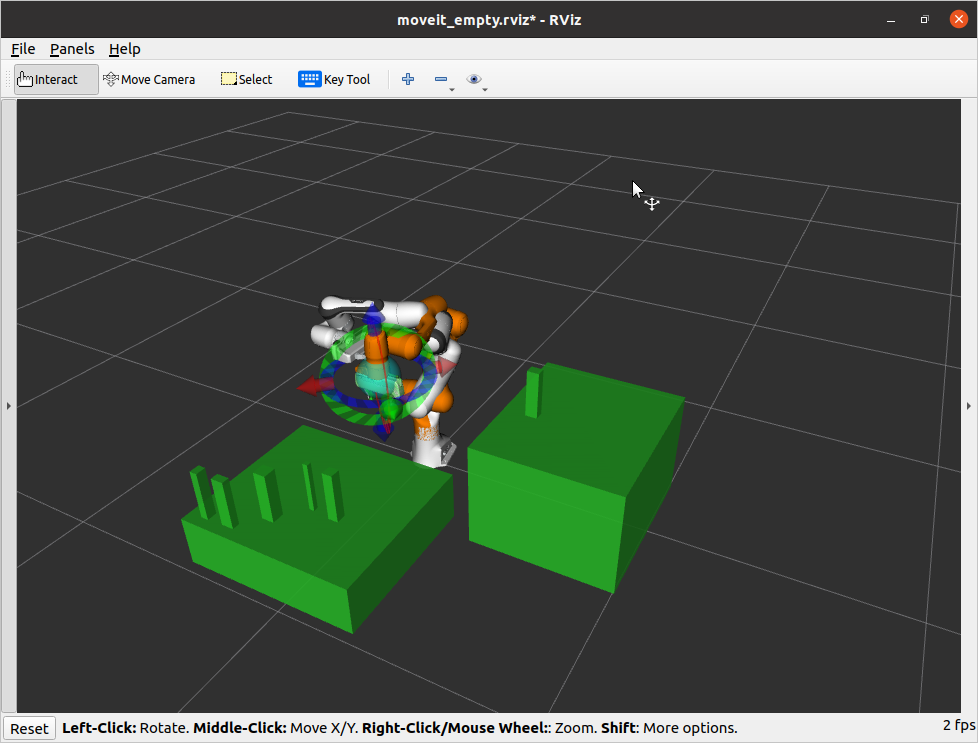 moveit_empty.rviz* - RViz
File Panels Help
Interact Move Camera Select Key Tool
Reset Left-Click: Rotate. Middle-Click: Move X/Y. Right-Click/Mouse Wheel:: Zoom. Shift: More options. 2 fps